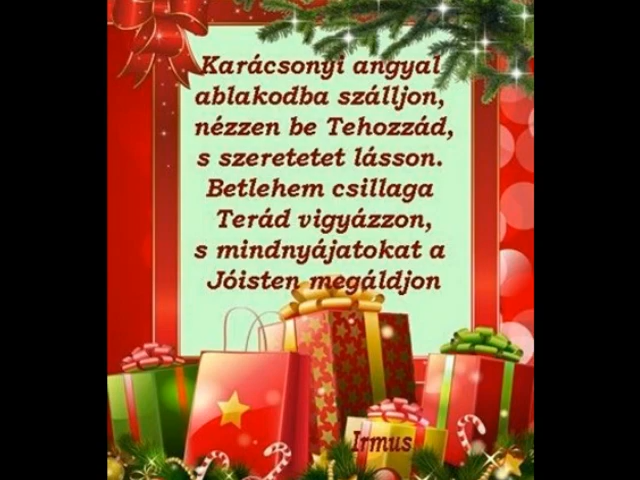 Karácsonyi angyal
ablakodba szálljon,
nézzen be Tehozzád,
s szeretetet lásson.
Betlehem csillaga
Terád vigyázzon,
s mindnyájatokat a
Jóisten megáldjon
Irmus